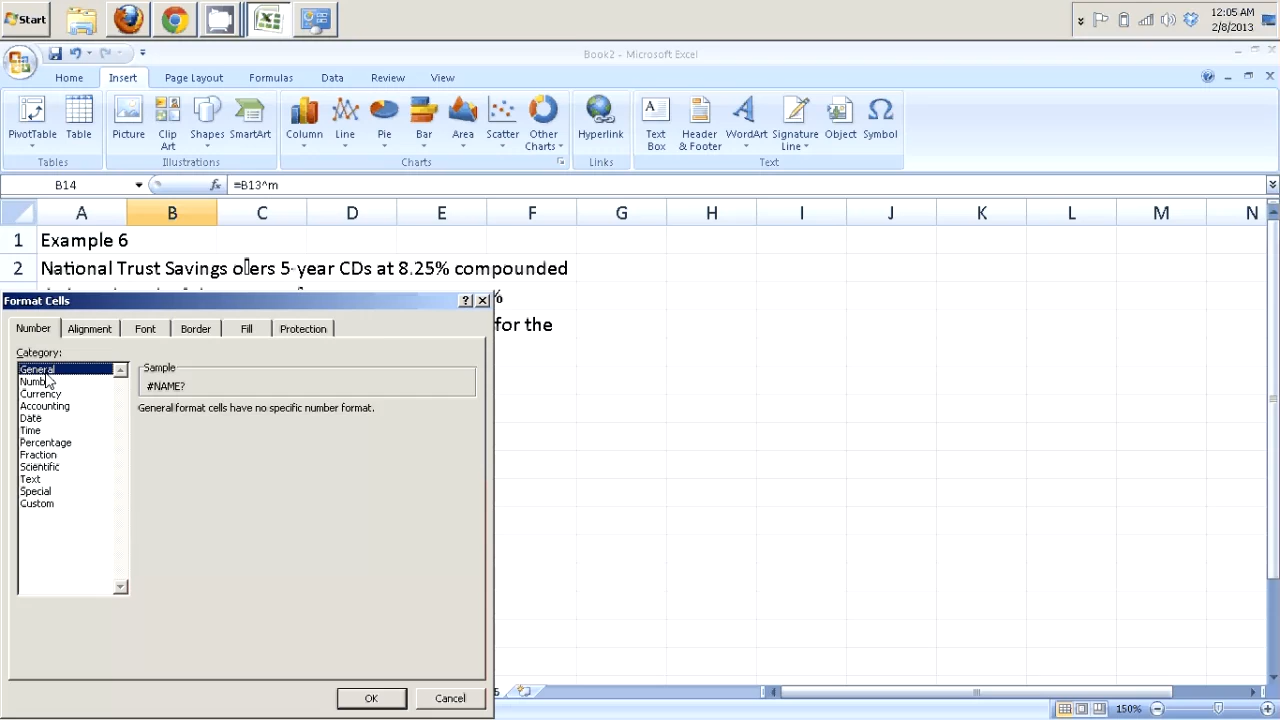 Start
12:05 AM
2/8/2013
Book2 - Microsoft Excel
Home Insert Page Layout Formulas Data Review View
PivotTable Table Picture Clip Art Shapes SmartArt Column Line Pie Bar Area Scatter Other Charts Hyperlink Text Box Header & Footer WordArt Signature Line Object Symbol
Tables Illustrations Charts Links Text
B14 fx =B13^m
A B C D E F G H I J K L M N
1 Example 6
2 National Trust Savings o▯ers 5-year CDs at 8.25% compounded
%
for the
Format Cells
Number Alignment Font Border Fill Protection
Category:
General
Number
Currency
Accounting
Date
Time
Percentage
Fraction
Scientific
Text
Special
Custom
Sample
#NAME?
General format cells have no specific number format.
OK Cancel
150%